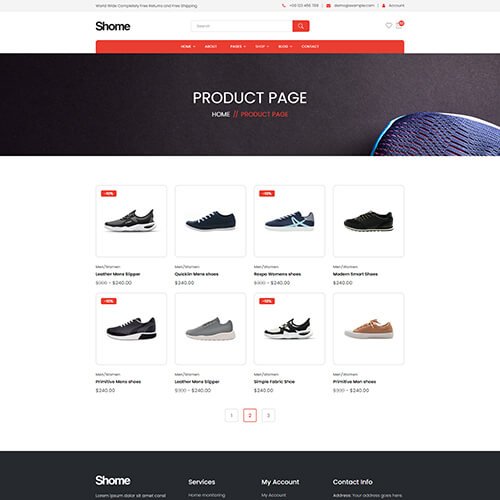 World Wide Completely Free Returns and Free Shipping
+00 123 456 789
demo@example.com
Account
Shome
Search
HOME ABOUT PAGES SHOP BLOG CONTACT
PRODUCT PAGE
HOME // PRODUCT PAGE
-10% -10%
Men/Women Men/Women Men/Women Men/Women
Leather Mens Slipper Quickiin Mens shoes Rexpo Womens shoes Modern Smart Shoes
$300 - $240.00 $240.00 $300 - $240.00 $240.00
-10% -10%
Men/Women Men/Women Men/Women Men/Women
Primitive Mens shoes Leather Mens Slipper Simple Fabric Shoe Primitive Men shoes
$240.00 $300 - $240.00 $240.00 $300 - $240.00
1 2 3
Shome Services My Account Contact Info
Lorem ipsum dolor sit amet consl Home monitoring My Account Address: Your address goes here.